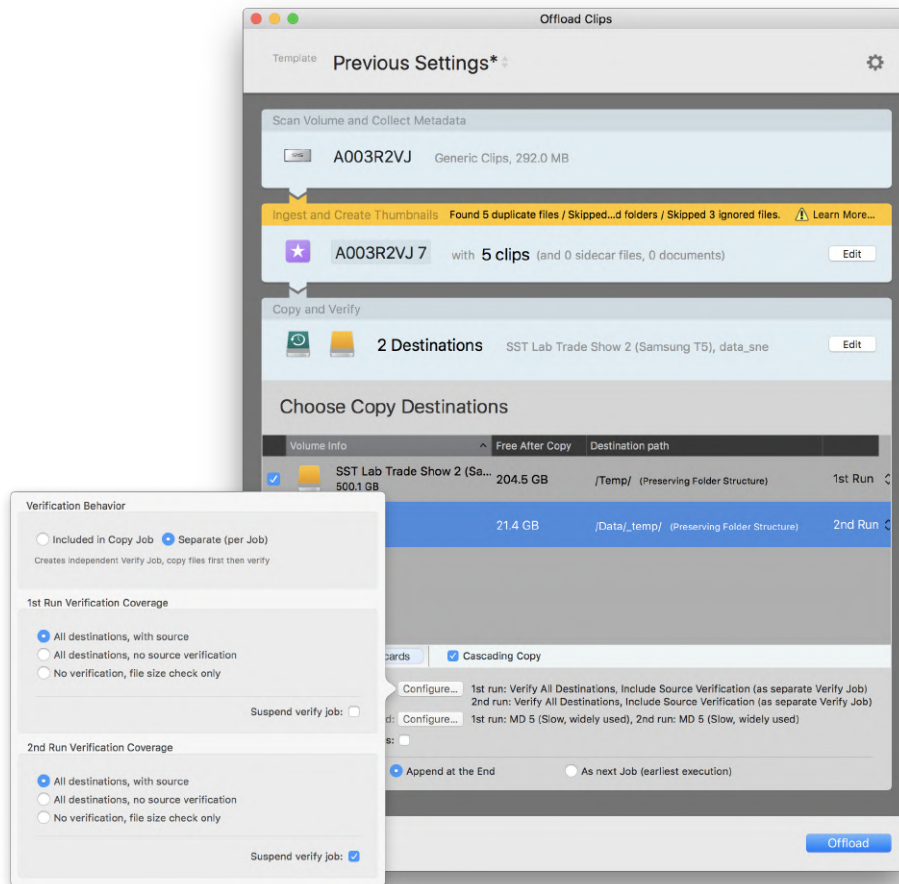 Offload Clips
Template Previous Settings*
Scan Volume and Collect Metadata
A003R2VJ Generic Clips, 292.0 MB
Ingest and Create Thumbnails Found 5 duplicate files / Skipped...d folders / Skipped 3 ignored files. Learn More...
A003R2VJ 7 with 5 clips (and 0 sidecar files, 0 documents) Edit
Copy and Verify
2 Destinations SST Lab Trade Show 2 (Samsung T5), data_sne Edit
Choose Copy Destinations
Volume Info Free After Copy Destination path
SST Lab Trade Show 2 (Sa... 204.5 GB /Temp/ (Preserving Folder Structure) 1st Run
500.1 GB
21.4 GB /Data/_temp/ (Preserving Folder Structure) 2nd Run
cards Cascading Copy
Configure... 1st run: Verify All Destinations, Include Source Verification (as separate Verify Job)
2nd run: Verify All Destinations, Include Source Verification (as separate Verify Job)
d: Configure... 1st run: MD 5 (Slow, widely used), 2nd run: MD 5 (Slow, widely used)
s:
Append at the End As next Job (earliest execution)
Offload
Verification Behavior
Included in Copy Job Separate (per Job)
Creates independent Verify Job, copy files first then verify
1st Run Verification Coverage
All destinations, with source
All destinations, no source verification
No verification, file size check only
Suspend verify job:
2nd Run Verification Coverage
All destinations, with source
All destinations, no source verification
No verification, file size check only
Suspend verify job: